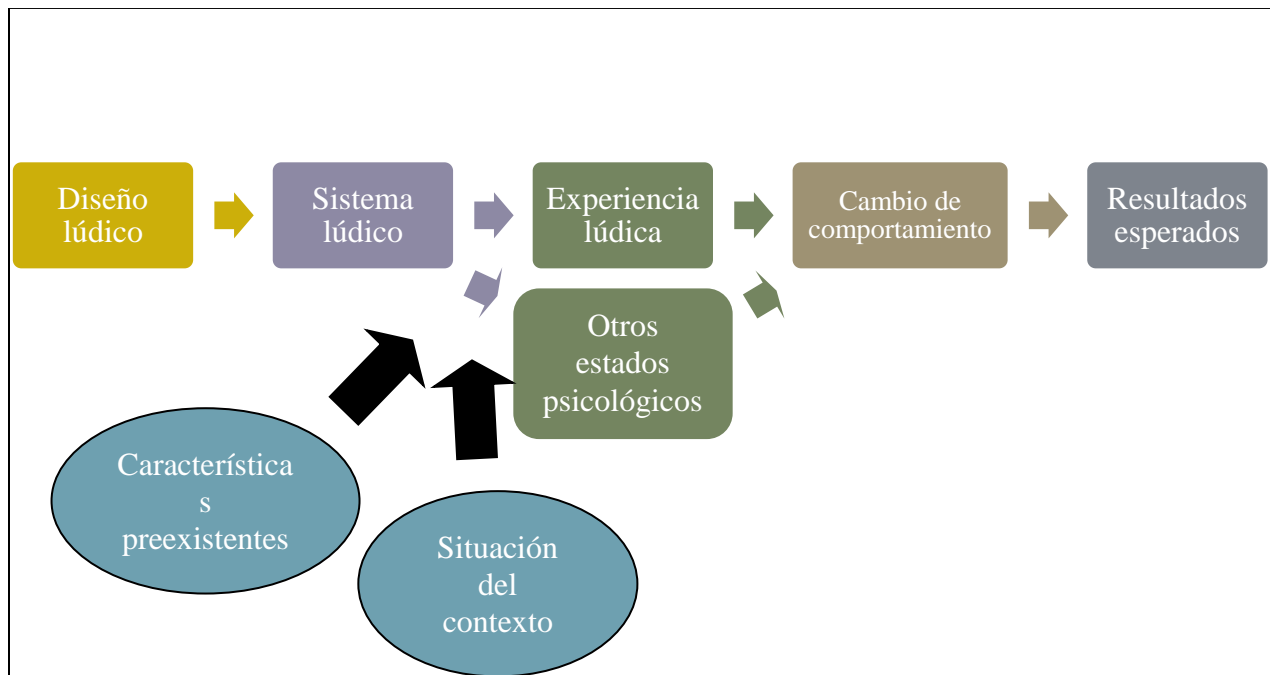 Diseño
lúdico
Sistema
lúdico
Experiencia
lúdica
Cambio de
comportamiento
Resultados
esperados
Otros
estados
psicológicos
Característica
s
preexistentes
Situación
del
contexto